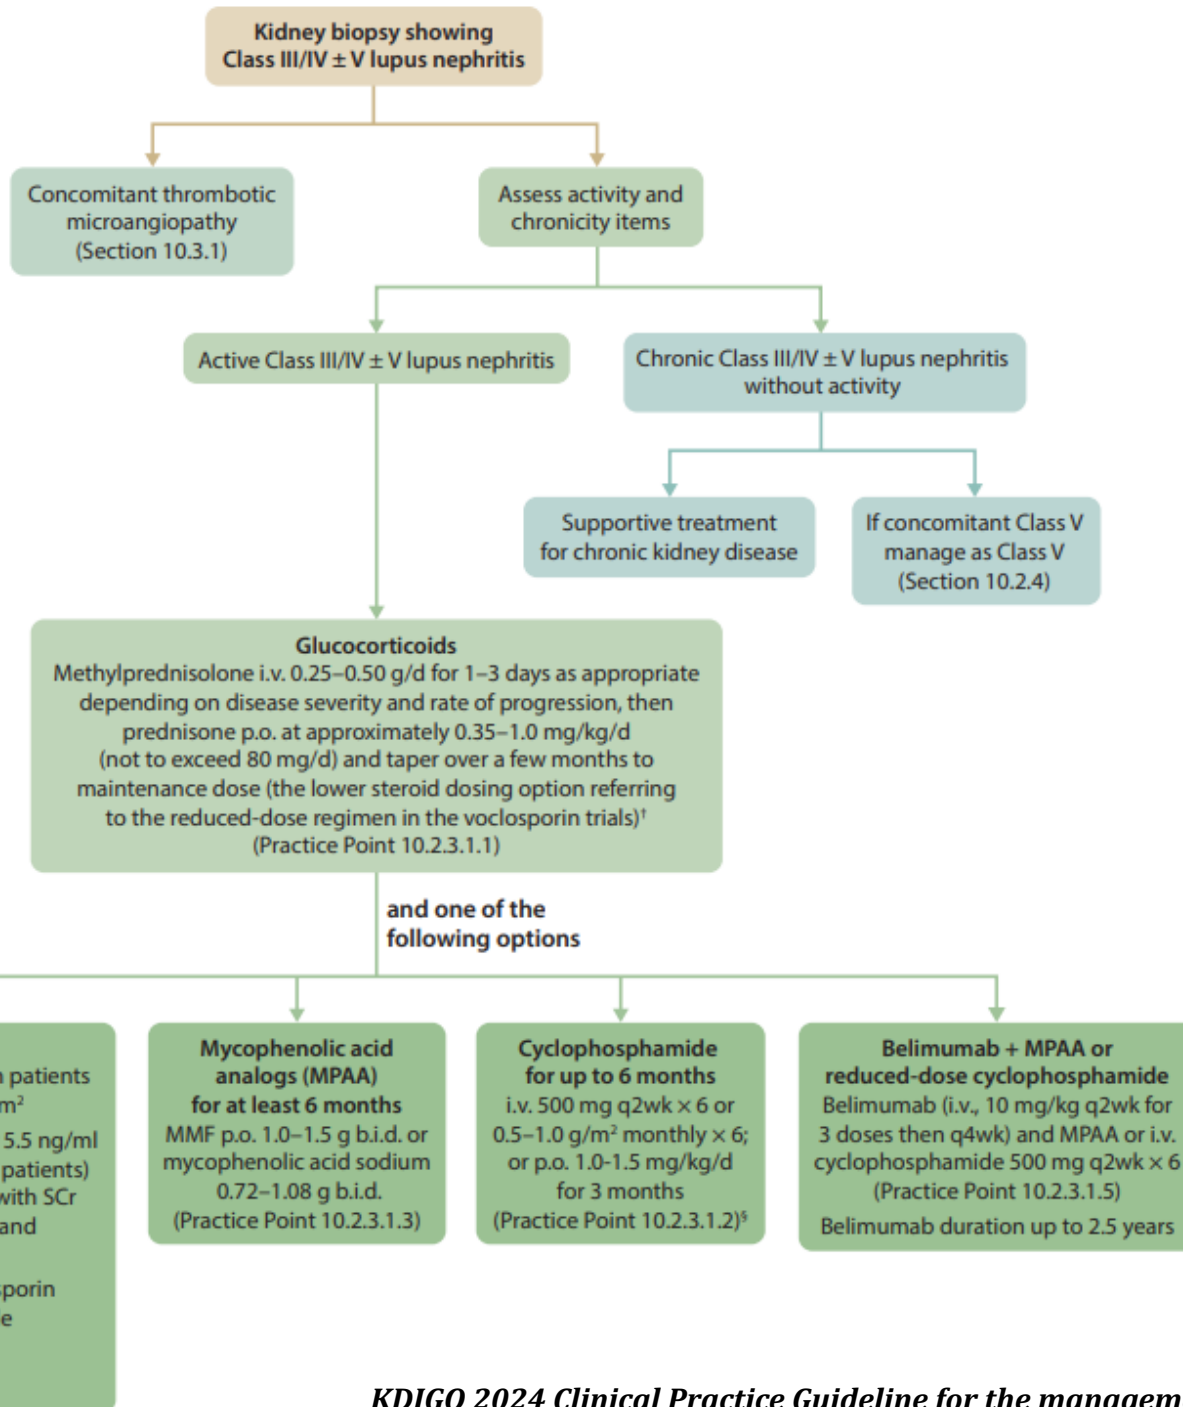 Kidney biopsy showing
Class III/IV ± V lupus nephritis
Concomitant thrombotic
microangiopathy
(Section 10.3.1)
Assess activity and
chronicity items
Active Class III/IV ± V lupus nephritis
Chronic Class III/IV ± V lupus nephritis
without activity
Supportive treatment
for chronic kidney disease
If concomitant Class V
manage as Class V
(Section 10.2.4)
Glucocorticoids
Methylprednisolone i.v. 0.25–0.50 g/d for 1–3 days as appropriate
depending on disease severity and rate of progression, then
prednisone p.o. at approximately 0.35–1.0 mg/kg/d
(not to exceed 80 mg/d) and taper over a few months to
maintenance dose (the lower steroid dosing option referring
to the reduced-dose regimen in the voclosporin trials)†
(Practice Point 10.2.3.1.1)
and one of the
following options
patients
m²
5.5 ng/ml
patients)
with SCr
and
Mycophenolic acid
analogs (MPAA)
for at least 6 months
MMF p.o. 1.0–1.5 g b.i.d. or
mycophenolic acid sodium
0.72–1.08 g b.i.d.
(Practice Point 10.2.3.1.3)
Cyclophosphamide
for up to 6 months
i.v. 500 mg q2wk × 6 or
0.5–1.0 g/m² monthly × 6;
or p.o. 1.0-1.5 mg/kg/d
for 3 months
(Practice Point 10.2.3.1.2)§
Belimumab + MPAA or
reduced-dose cyclophosphamide
Belimumab (i.v., 10 mg/kg q2wk for
3 doses then q4wk) and MPAA or i.v.
cyclophosphamide 500 mg q2wk × 6
(Practice Point 10.2.3.1.5)
Belimumab duration up to 2.5 years
KDIGO 2024 Clinical Practice Guideline for the